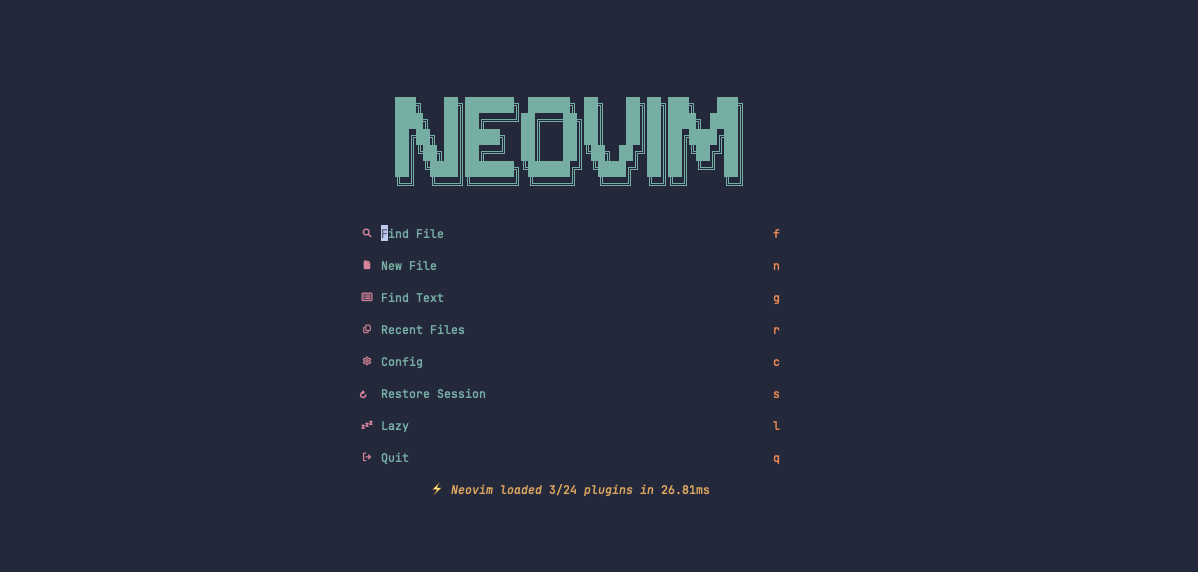 NEOVIM
Find File f
New File n
Find Text g
Recent Files r
Config c
Restore Session s
Lazy l
Quit q
⚡ Neovim loaded 3/24 plugins in 26.81ms